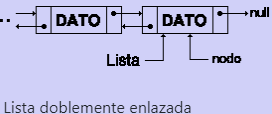 DATO DATO null
Lista nodo
Lista doblemente enlazada